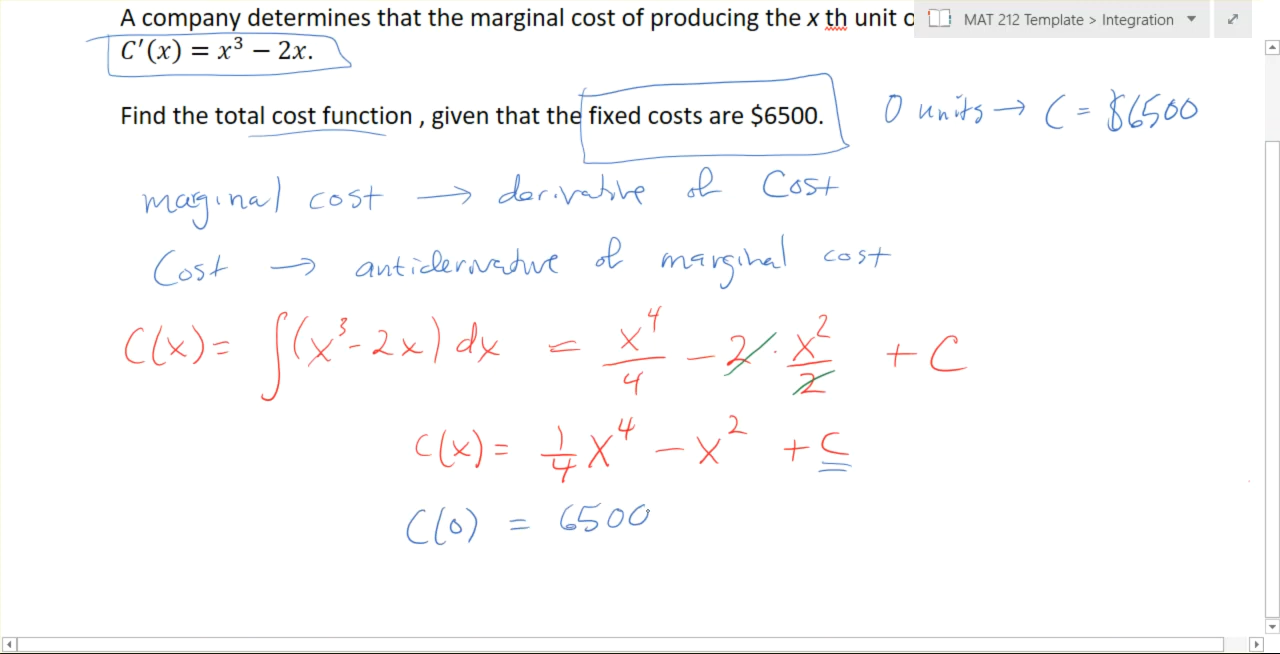 A company determines that the marginal cost of producing the x th unit o
MAT 212 Template > Integration
C′(x) = x³ − 2x.
Find the total cost function , given that the fixed costs are $6500.
0 units → C = $6500
marginal cost → derivative of Cost
Cost → antiderivative of marginal cost
C(x) = ∫(x³ - 2x) dx = x⁴/4 - 2 · x²/2 + C
C(x) = 1/4 x⁴ - x² + C
C(0) = 6500